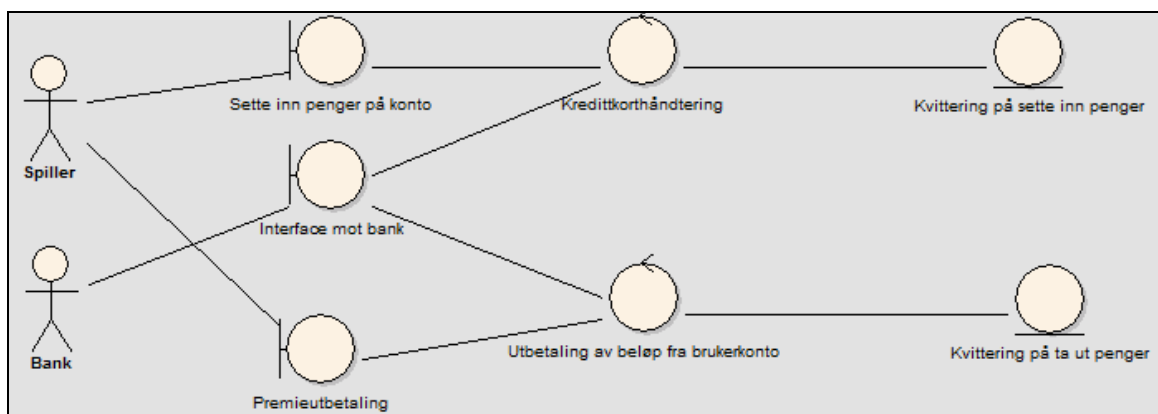 Sette inn penger på konto
Kredittkorthåndtering
Kvittering på sette inn penger
Spiller
Interface mot bank
Bank
Utbetaling av beløp fra brukerkonto
Kvittering på ta ut penger
Premieutbetaling